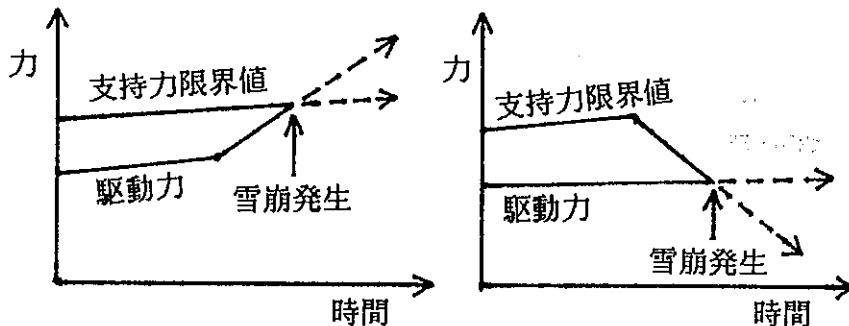 力
支持力限界値
駆動力
雪崩発生
時間
力
支持力限界値
駆動力
雪崩発生
時間